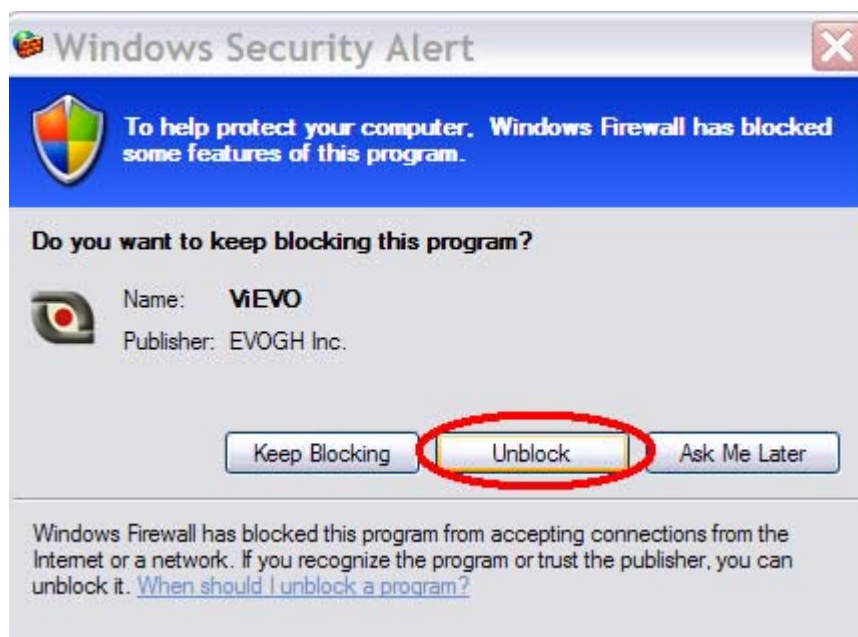 Windows Security Alert
To help protect your computer, Windows Firewall has blocked
some features of this program.
Do you want to keep blocking this program?
Name: ViEVO
Publisher: EVOGH Inc.
Keep Blocking Unblock Ask Me Later
Windows Firewall has blocked this program from accepting connections from the
Internet or a network. If you recognize the program or trust the publisher, you can
unblock it. When should I unblock a program?